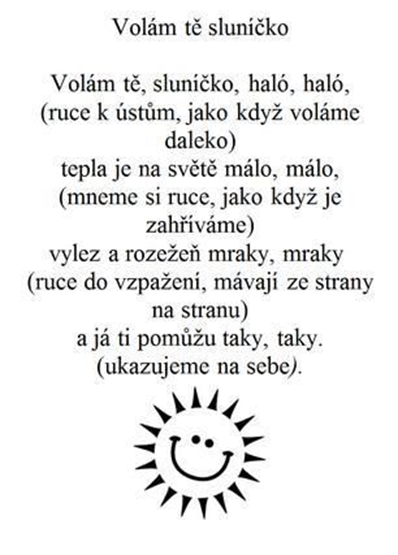 Volám tě sluníčko
Volám tě, sluníčko, haló, haló,
(ruce k ústům, jako když voláme
daleko)
tepla je na světě málo, málo,
(mneme si ruce, jako když je
zahříváme)
vylez a rozežeň mraky, mraky
(ruce do vzpažení, mávají ze strany
na stranu)
a já ti pomůžu taky, taky.
(ukazujeme na sebe).